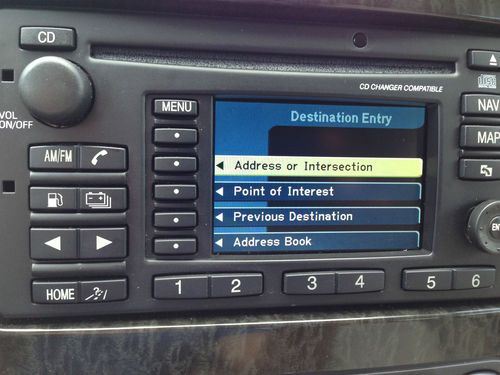 CD
CD CHANGER COMPATIBLE
VOL
ON/OFF
MENU
NAV
AM/FM
MAP
Destination Entry
Address or Intersection
Point of Interest
Previous Destination
Address Book
HOME
1
2
3
4
5
6
ENT